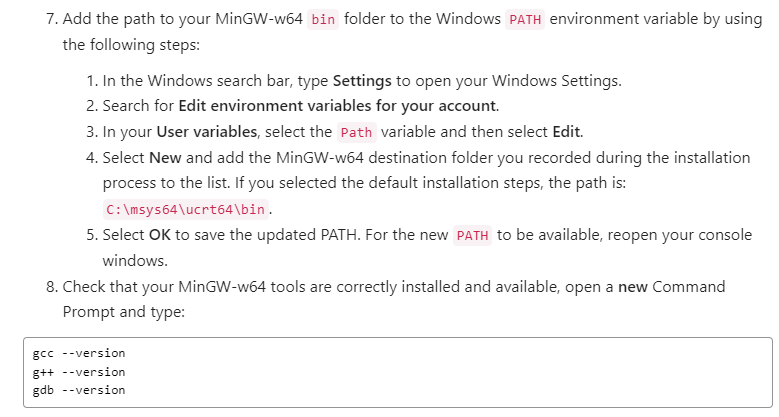 7. Add the path to your MinGW-w64 bin folder to the Windows PATH environment variable by using
the following steps:
1. In the Windows search bar, type Settings to open your Windows Settings.
2. Search for Edit environment variables for your account.
3. In your User variables, select the Path variable and then select Edit.
4. Select New and add the MinGW-w64 destination folder you recorded during the installation
process to the list. If you selected the default installation steps, the path is:
C:\msys64\ucrt64\bin.
5. Select OK to save the updated PATH. For the new PATH to be available, reopen your console
windows.
8. Check that your MinGW-w64 tools are correctly installed and available, open a new Command
Prompt and type:
gcc --version
g++ --version
gdb --version